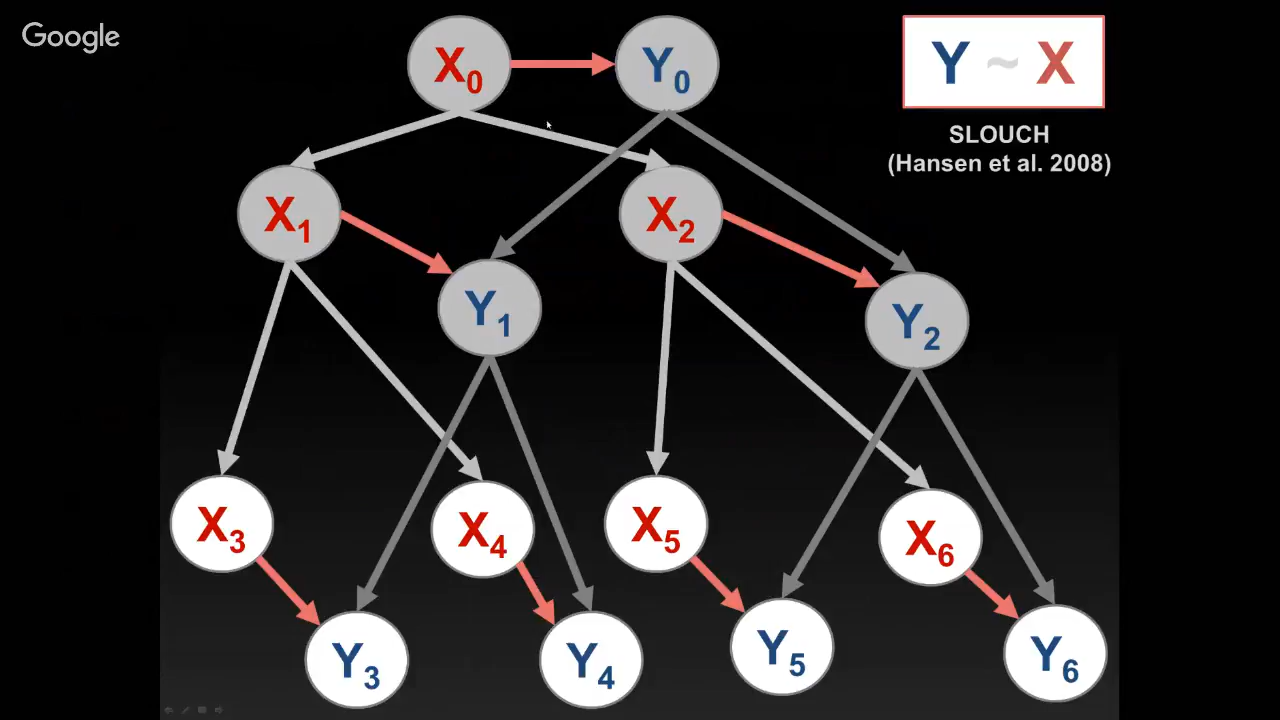 Google
X0
Y0
Y ~ X
SLOUCH
(Hansen et al. 2008)
X1
X2
Y1
Y2
X3
X4
X5
X6
Y3
Y4
Y5
Y6